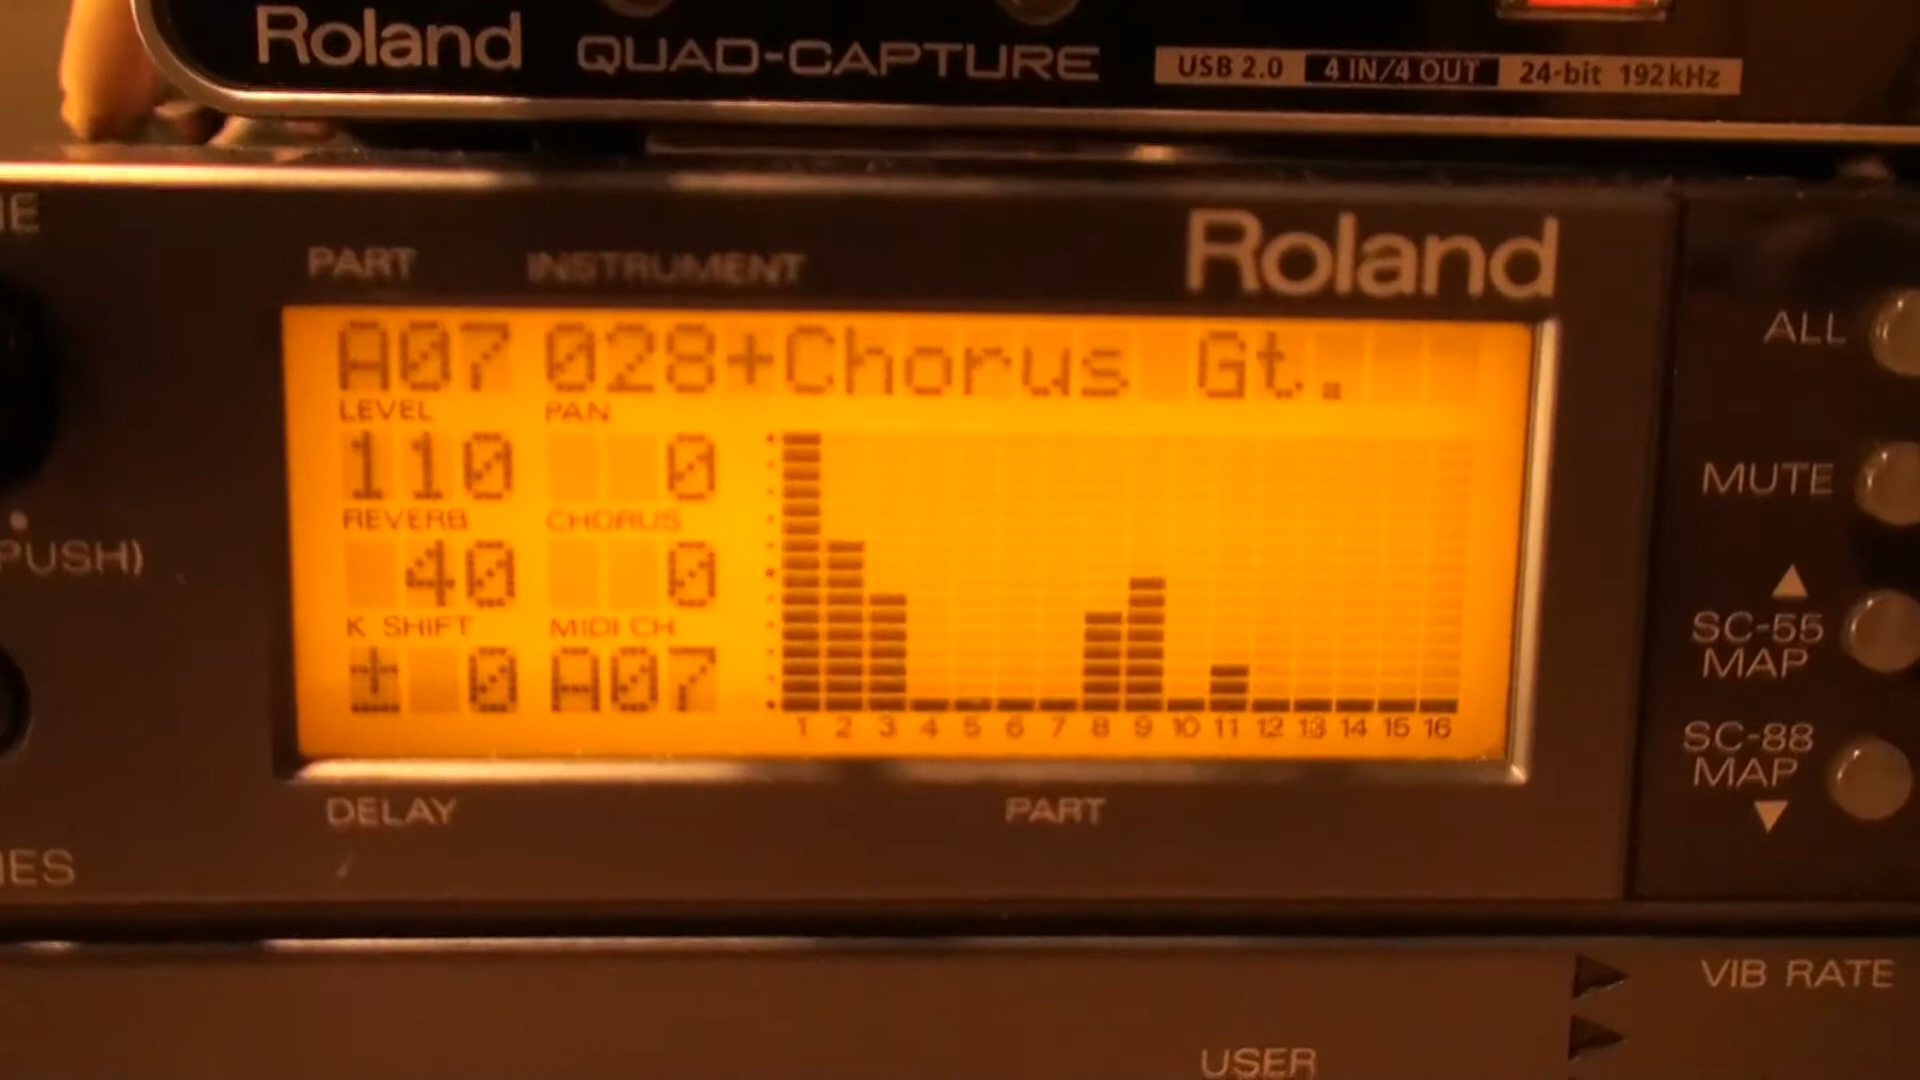 Roland QUAD-CAPTURE USB 2.0 4 IN/4 OUT 24-bit 192kHz
Roland
PART INSTRUMENT
A07 028+Chorus Gt.
ALL
LEVEL PAN
110 0
MUTE
REVERB CHORUS
PUSH)
40 0
K SHIFT MIDI CH
SC-55
MAP
± 0 A07
1 2 3 4 5 6 7 8 9 10 11 12 13 14 15 16
SC-88
MAP
DELAY PART
VIB RATE
USER